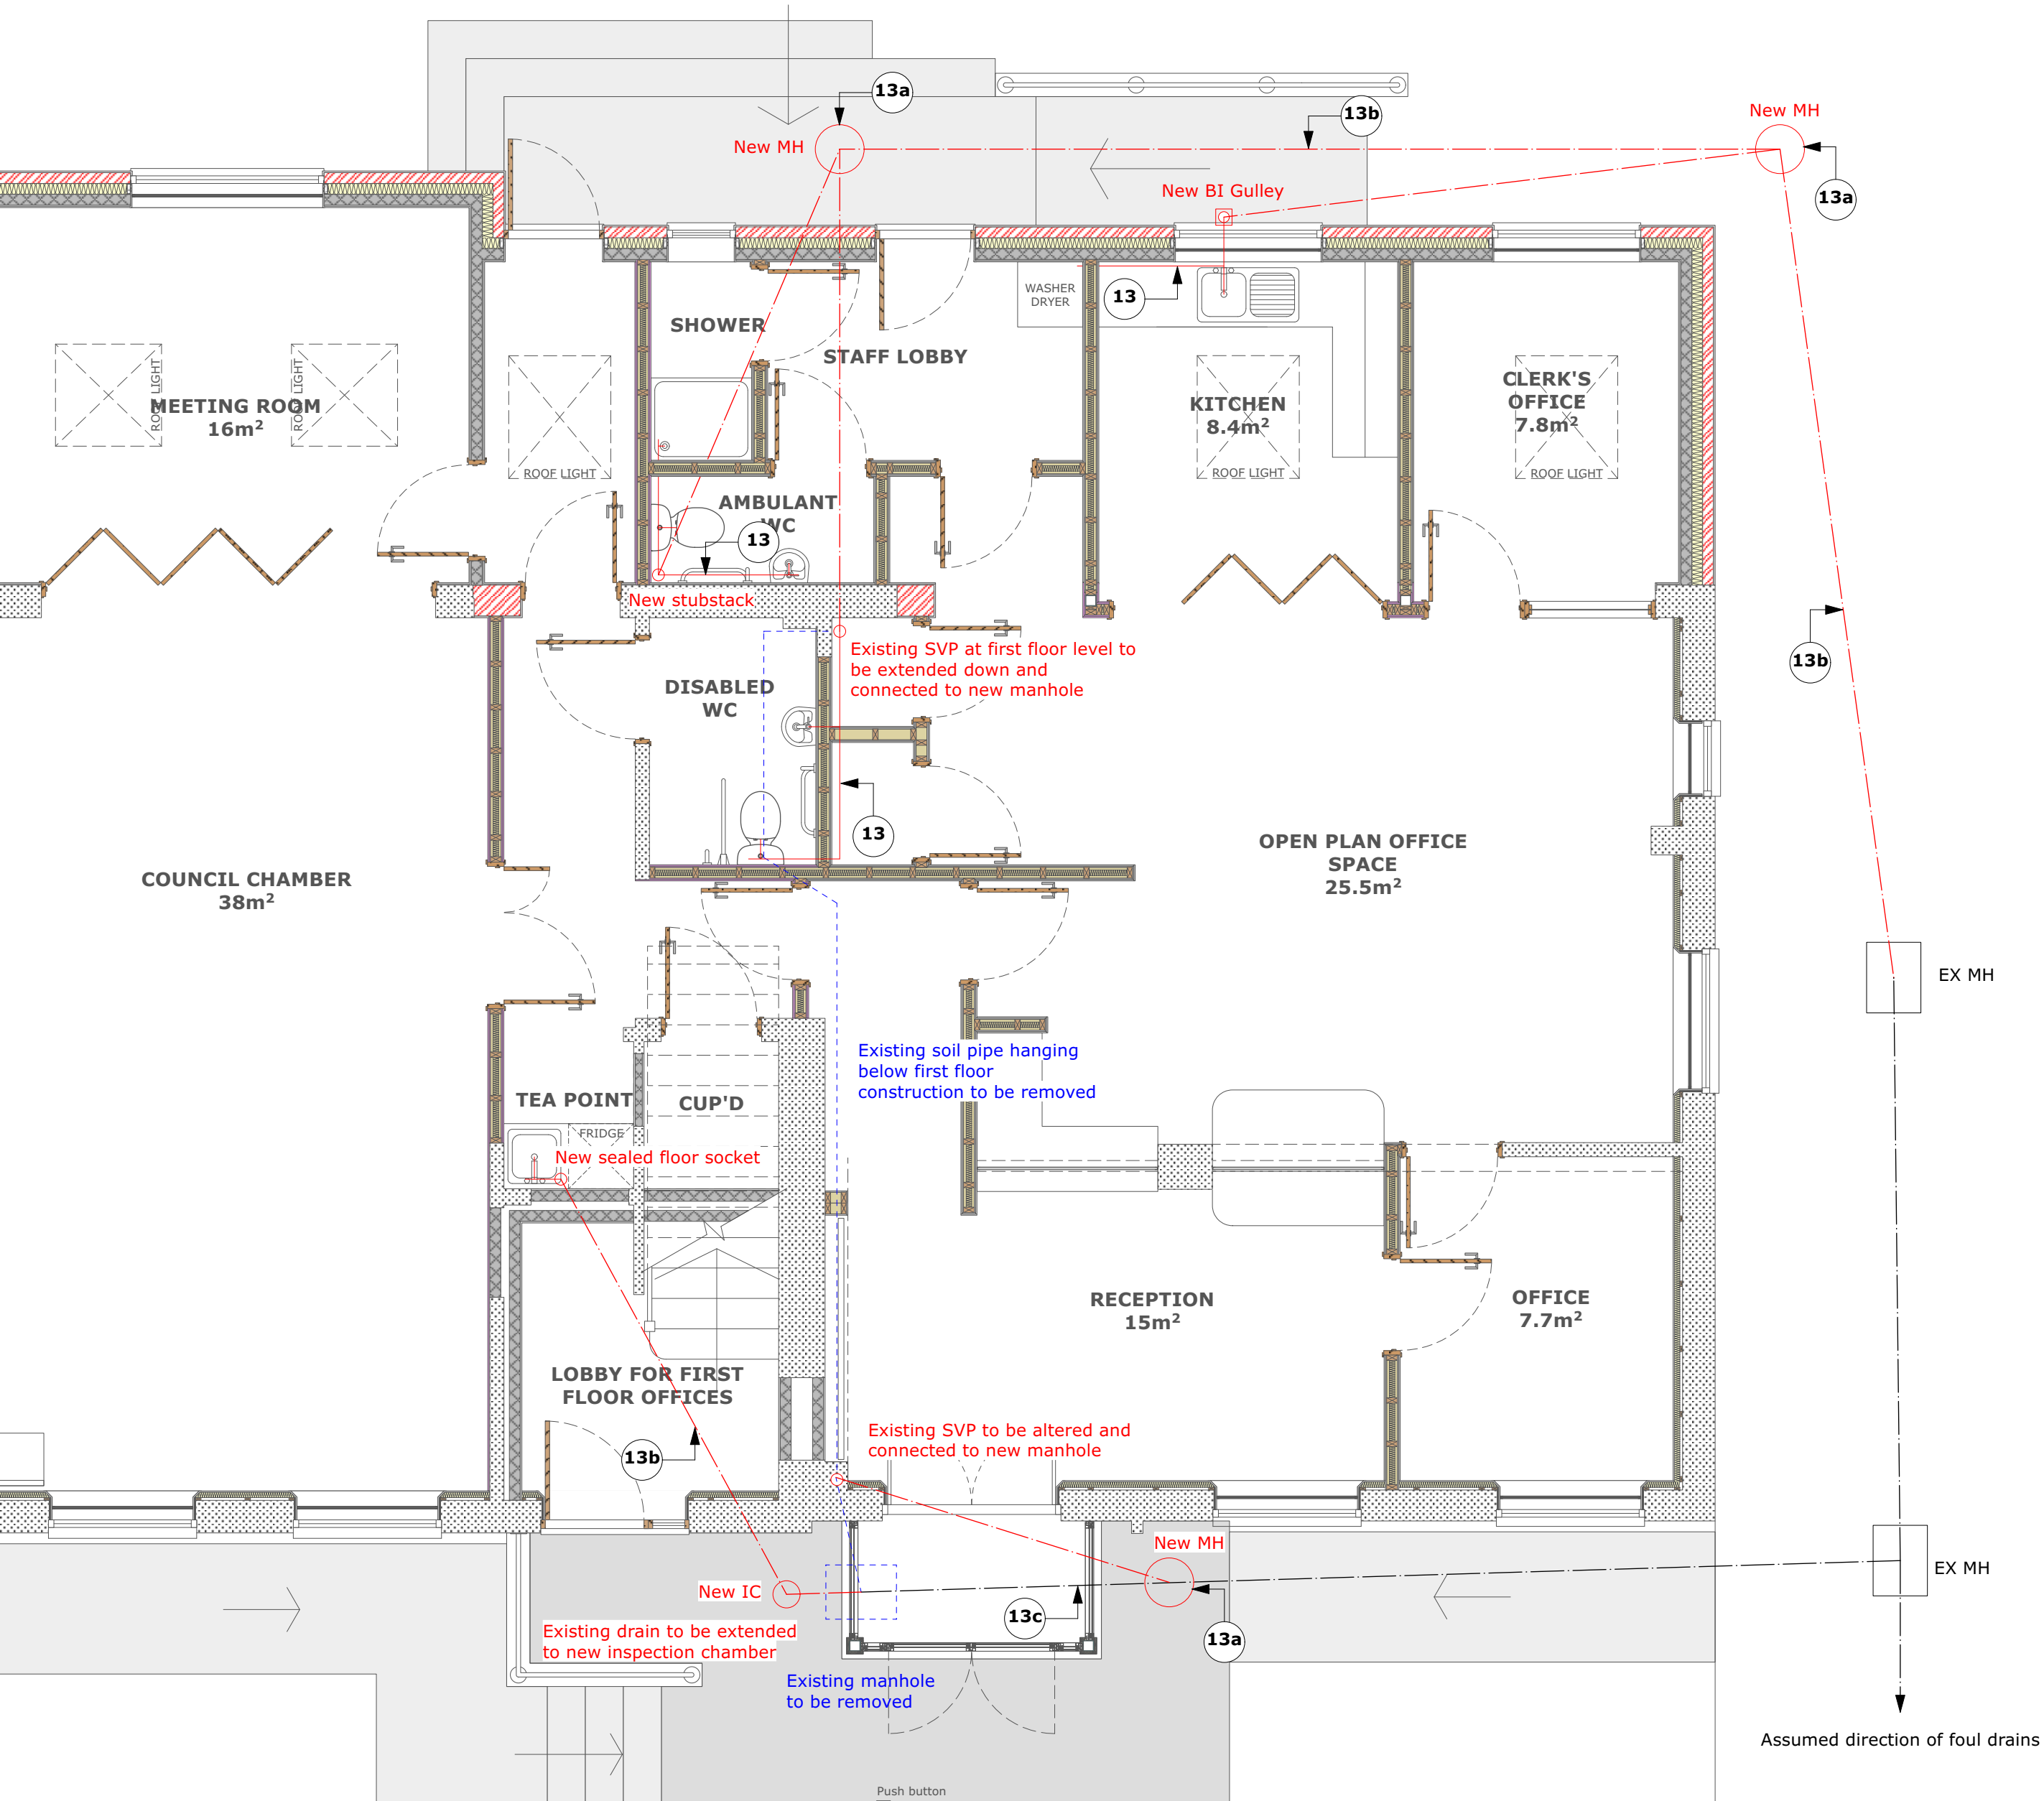 13a
13b
New MH
New MH
13a
New BI Gulley
WASHER
DRYER
13
SHOWER
STAFF LOBBY
ROOF LIGHT
ROOF LIGHT
MEETING ROOM
16m²
KITCHEN
8.4m²
CLERK'S
OFFICE
7.8m²
ROOF LIGHT
ROOF LIGHT
ROOF LIGHT
AMBULANT
WC
13
New stubstack
Existing SVP at first floor level to
be extended down and
connected to new manhole
13b
DISABLED
WC
13
COUNCIL CHAMBER
38m²
OPEN PLAN OFFICE
SPACE
25.5m²
EX MH
Existing soil pipe hanging
below first floor
construction to be removed
TEA POINT
CUP'D
FRIDGE
New sealed floor socket
RECEPTION
15m²
OFFICE
7.7m²
LOBBY FOR FIRST
FLOOR OFFICES
13b
Existing SVP to be altered and
connected to new manhole
New MH
EX MH
New IC
13c
13a
Existing drain to be extended
to new inspection chamber
Existing manhole
to be removed
Assumed direction of foul drains
Push button